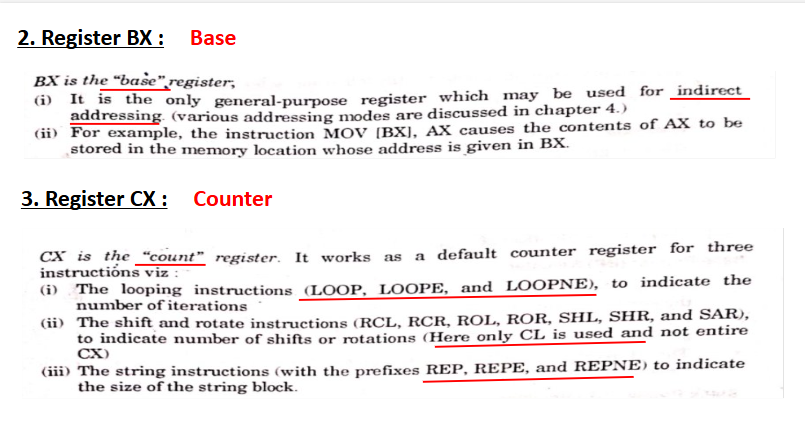 2. Register BX : Base
BX is the "base" register;
(i) It is the only general-purpose register which may be used for indirect
addressing. (various addressing modes are discussed in chapter 4.)
(ii) For example, the instruction MOV [BX], AX causes the contents of AX to be
stored in the memory location whose address is given in BX.
3. Register CX : Counter
CX is the "count" register. It works as a default counter register for three
instructions viz :
(i) The looping instructions (LOOP, LOOPE, and LOOPNE), to indicate the
number of iterations
(ii) The shift and rotate instructions (RCL, RCR, ROL, ROR, SHL, SHR, and SAR),
to indicate number of shifts or rotations (Here only CL is used and not entire
CX)
(iii) The string instructions (with the prefixes REP, REPE, and REPNE) to indicate
the size of the string block.